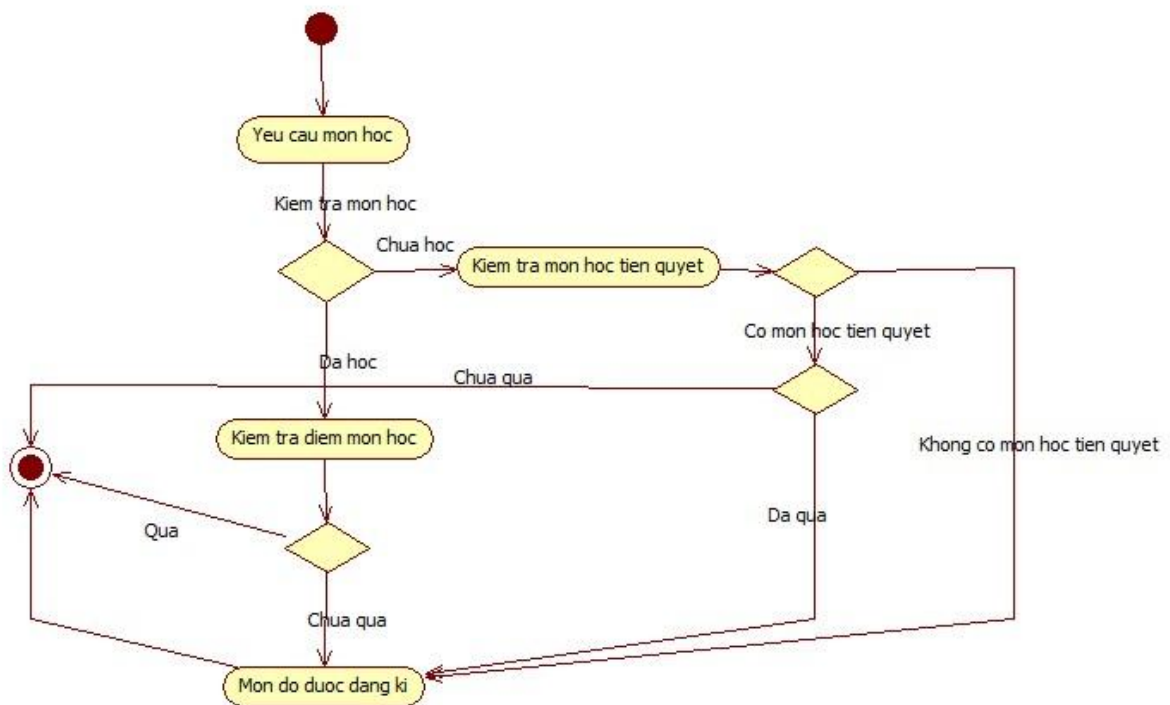 Yeu cau mon hoc
Kiem tra mon hoc
Chua hoc
Kiem tra mon hoc tien quyet
Co mon hoc tien quyet
Da hoc
Chua qua
Kiem tra diem mon hoc
Khong co mon hoc tien quyet
Qua
Da qua
Chua qua
Mon do duoc dang ki